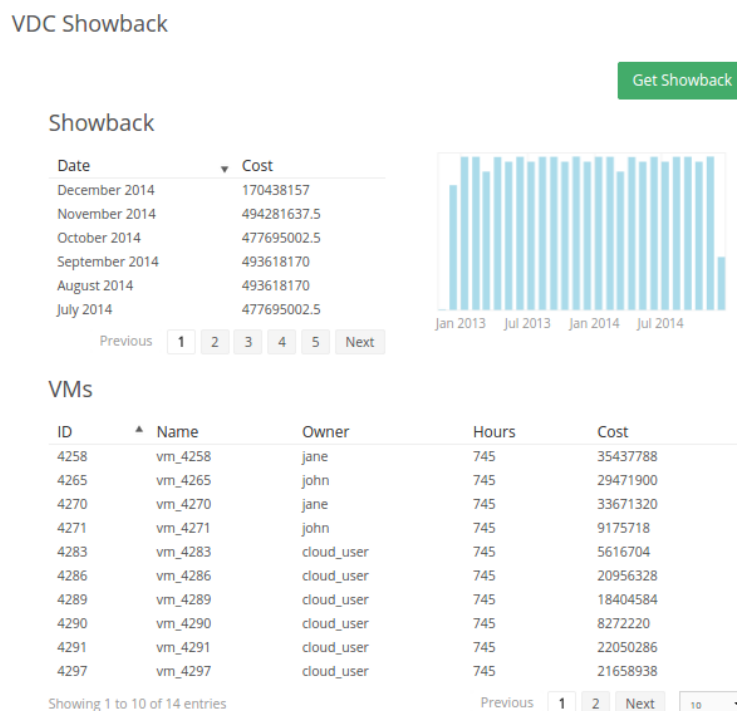 VDC Showback
Get Showback
Showback
Date Cost
December 2014 170438157
November 2014 494281637.5
October 2014 477695002.5
September 2014 493618170
August 2014 493618170
July 2014 477695002.5
Previous 1 2 3 4 5 Next
Jan 2013 Jul 2013 Jan 2014 Jul 2014
VMs
ID Name Owner Hours Cost
4258 vm_4258 jane 745 35437788
4265 vm_4265 john 745 29471900
4270 vm_4270 jane 745 33671320
4271 vm_4271 john 745 9175718
4283 vm_4283 cloud_user 745 5616704
4286 vm_4286 cloud_user 745 20956328
4289 vm_4289 cloud_user 745 18404584
4290 vm_4290 cloud_user 745 8272220
4291 vm_4291 cloud_user 745 22050286
4297 vm_4297 cloud_user 745 21658938
Showing 1 to 10 of 14 entries Previous 1 2 Next 10